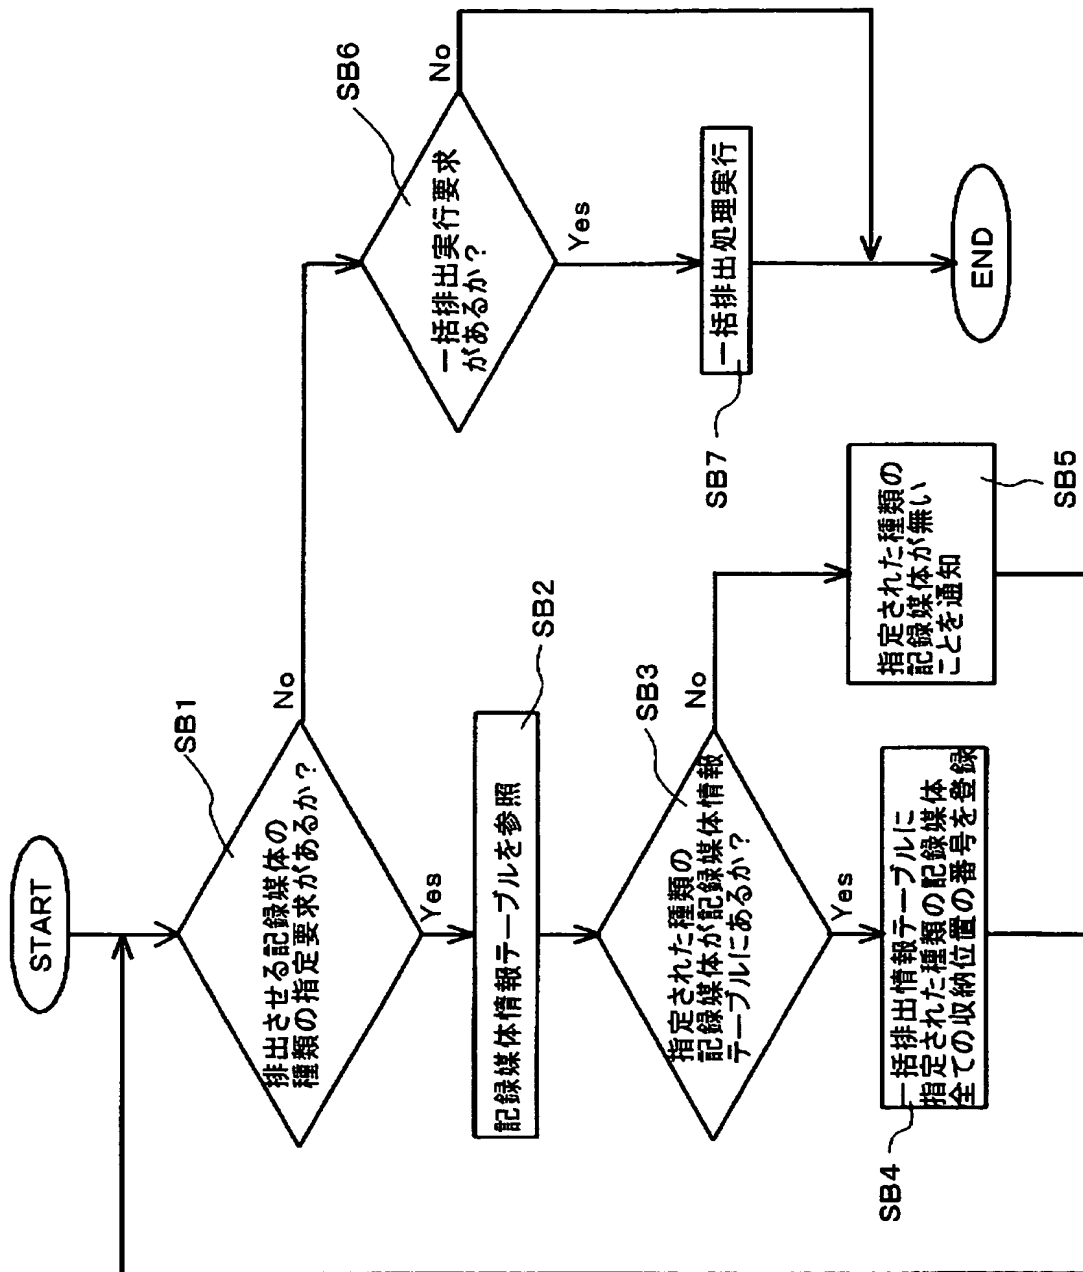 START
SB1
排出させる記録媒体の
種類の指定要求があるか？
No
Yes
SB2
記録媒体情報テーブルを参照
SB3
指定された種類の
記録媒体が記録媒体情報
テーブルにあるか？
No
Yes
SB4
一括排出情報テーブルに
指定された種類の記録媒体
全ての収納位置の番号を登録
SB5
指定された種類の
記録媒体が無い
ことを通知
SB6
一括排出実行要求
があるか？
No
Yes
SB7
一括排出処理実行
END